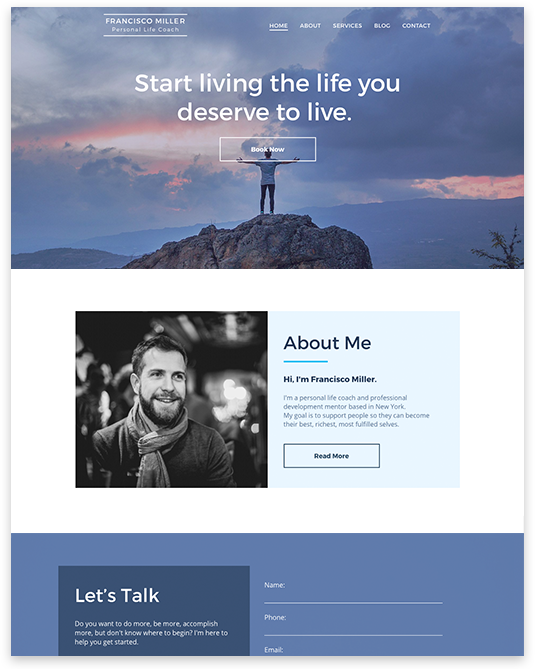 FRANCISCO MILLER
Personal Life Coach
HOME ABOUT SERVICES BLOG CONTACT
Start living the life you
deserve to live.
Book Now
About Me
Hi, I'm Francisco Miller.
I'm a personal life coach and professional
development mentor based in New York.
My goal is to support people so they can become
their best, richest, most fulfilled selves.
Read More
Let's Talk
Do you want to do more, be more, accomplish
more, but don't know where to begin? I'm here to
help you get started.
Name:
Phone:
Email: